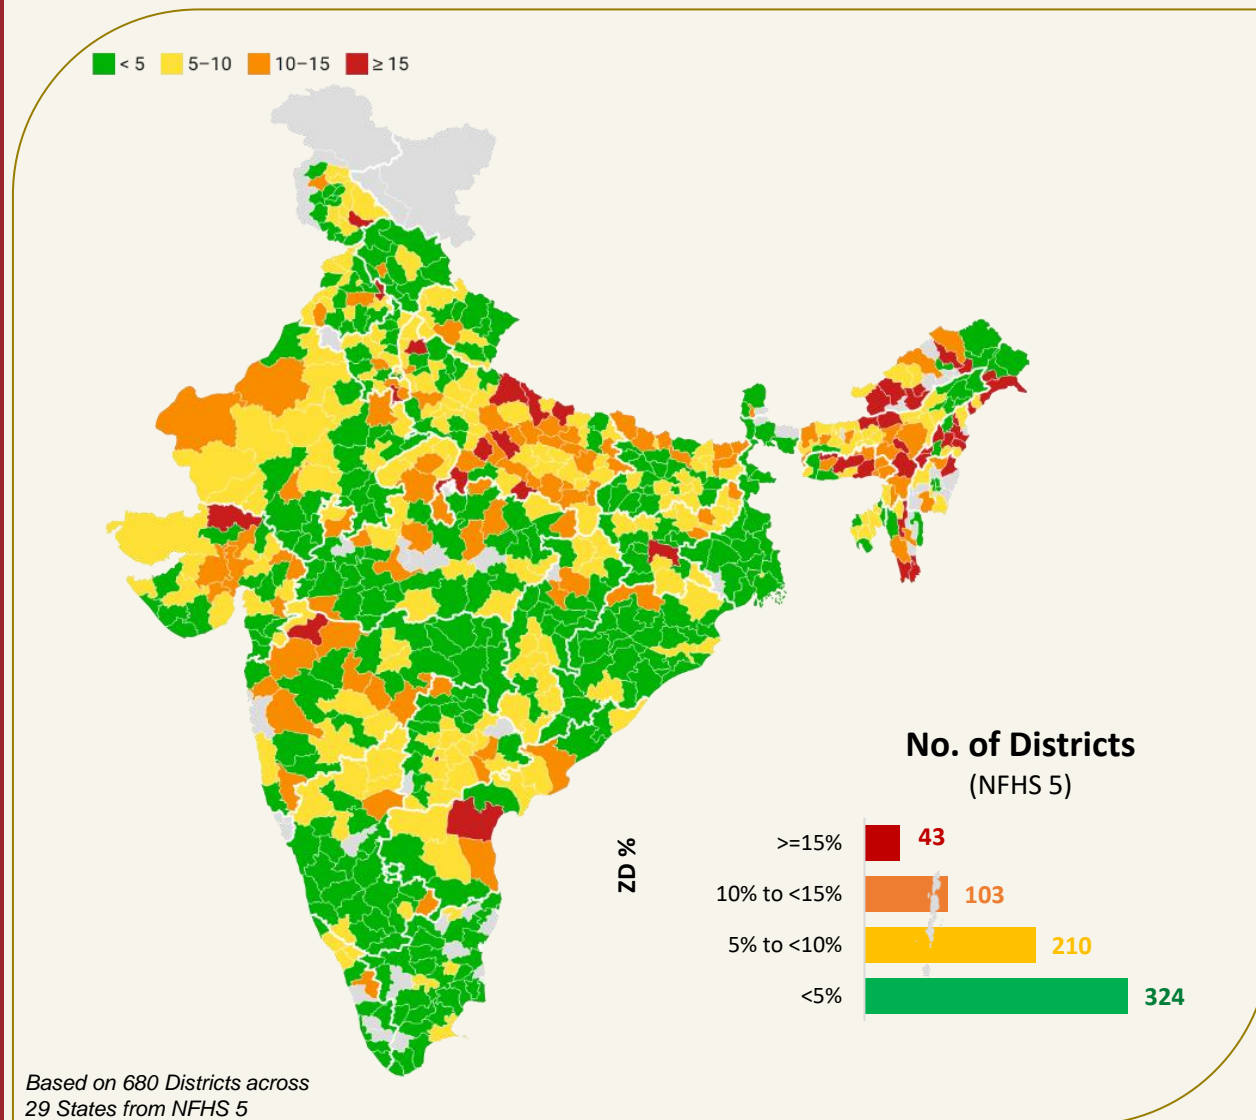 < 5 5–10 10–15 ≥ 15
No. of Districts
(NFHS 5)
ZD %
>=15% 43
10% to <15% 103
5% to <10% 210
<5% 324
Based on 680 Districts across
29 States from NFHS 5